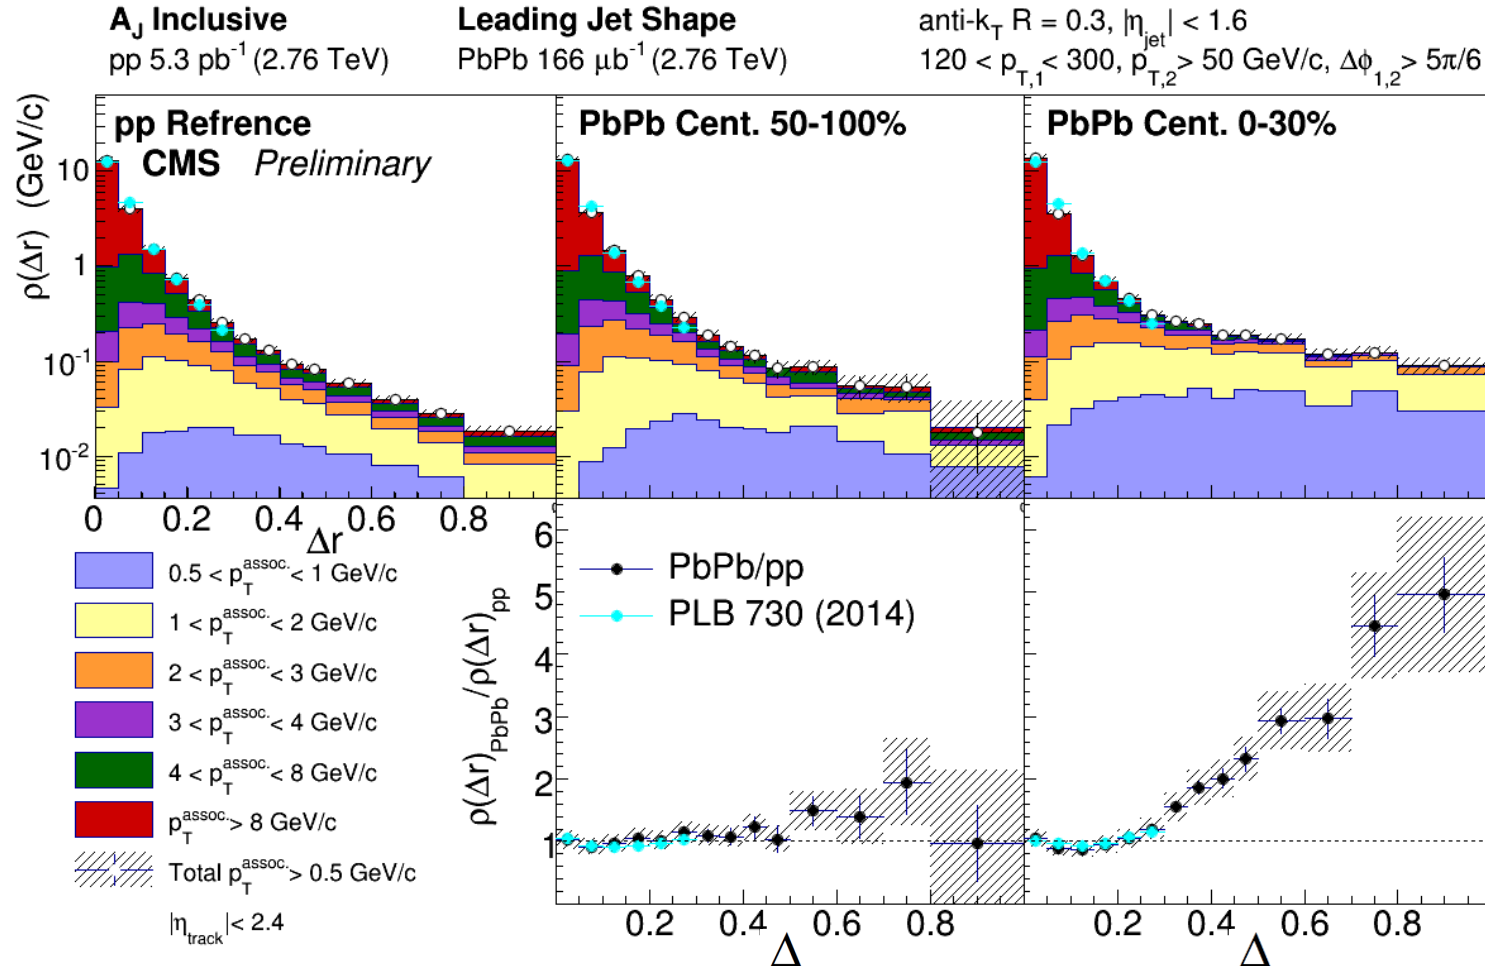 A_J Inclusive
pp 5.3 pb^-1 (2.76 TeV)
Leading Jet Shape
PbPb 166 μb^-1 (2.76 TeV)
anti-k_T R = 0.3, |η_jet| < 1.6
120 < p_T,1 < 300, p_T,2 > 50 GeV/c, Δϕ_1,2 > 5π/6
ρ(Δr) (GeV/c)
pp Refrence
CMS Preliminary
PbPb Cent. 50-100%
PbPb Cent. 0-30%
10
1
10^-1
10^-2
0 0.2 0.4 0.6 0.8
Δr
0.5 < p_T^assoc. < 1 GeV/c
1 < p_T^assoc. < 2 GeV/c
2 < p_T^assoc. < 3 GeV/c
3 < p_T^assoc. < 4 GeV/c
4 < p_T^assoc. < 8 GeV/c
p_T^assoc. > 8 GeV/c
Total p_T^assoc. > 0.5 GeV/c
|η_track| < 2.4
ρ(Δr)_PbPb/ρ(Δr)_pp
6
5
4
3
2
1
PbPb/pp
PLB 730 (2014)
0.2 0.4 0.6 0.8
Δ
0.2 0.4 0.6 0.8
Δ